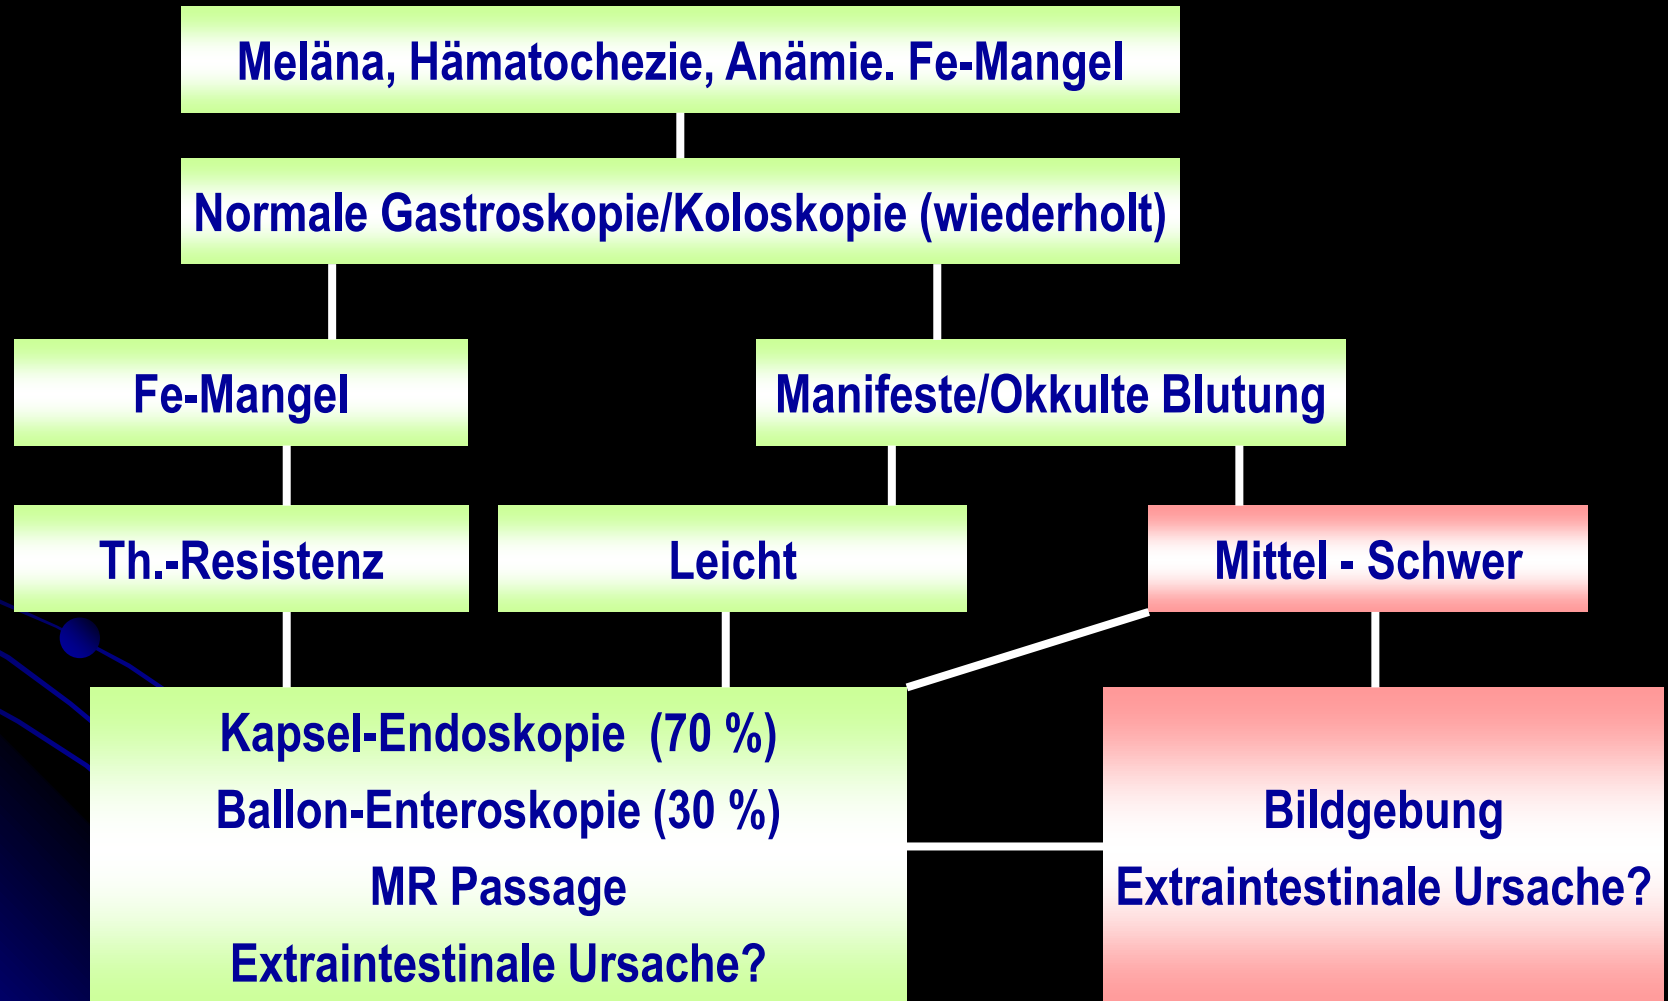 Meläna, Hämatochezie, Anämie. Fe-Mangel
Normale Gastroskopie/Koloskopie (wiederholt)
Fe-Mangel
Manifeste/Okkulte Blutung
Th.-Resistenz
Leicht
Mittel - Schwer
Kapsel-Endoskopie (70 %)
Ballon-Enteroskopie (30 %)
MR Passage
Extraintestinale Ursache?
Bildgebung
Extraintestinale Ursache?